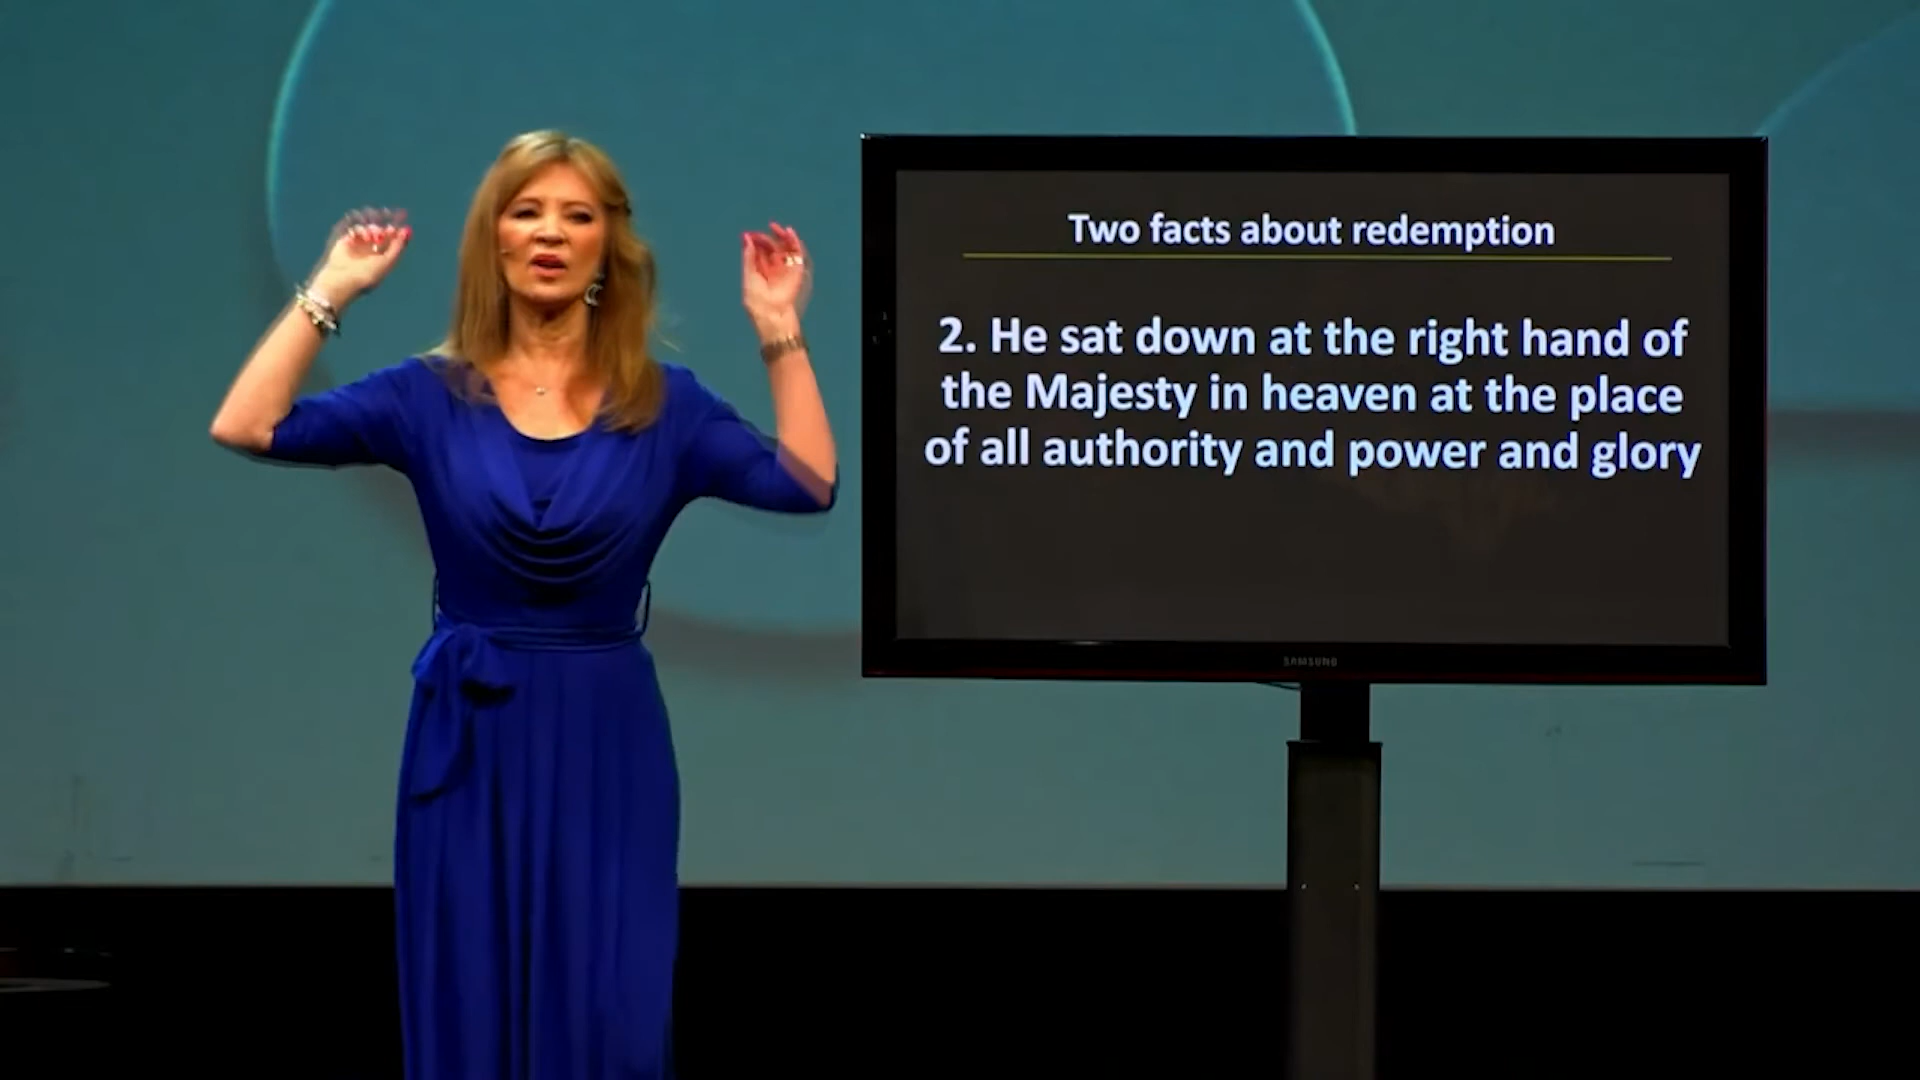 Two facts about redemption
2. He sat down at the right hand of
the Majesty in heaven at the place
of all authority and power and glory
SAMSUNG